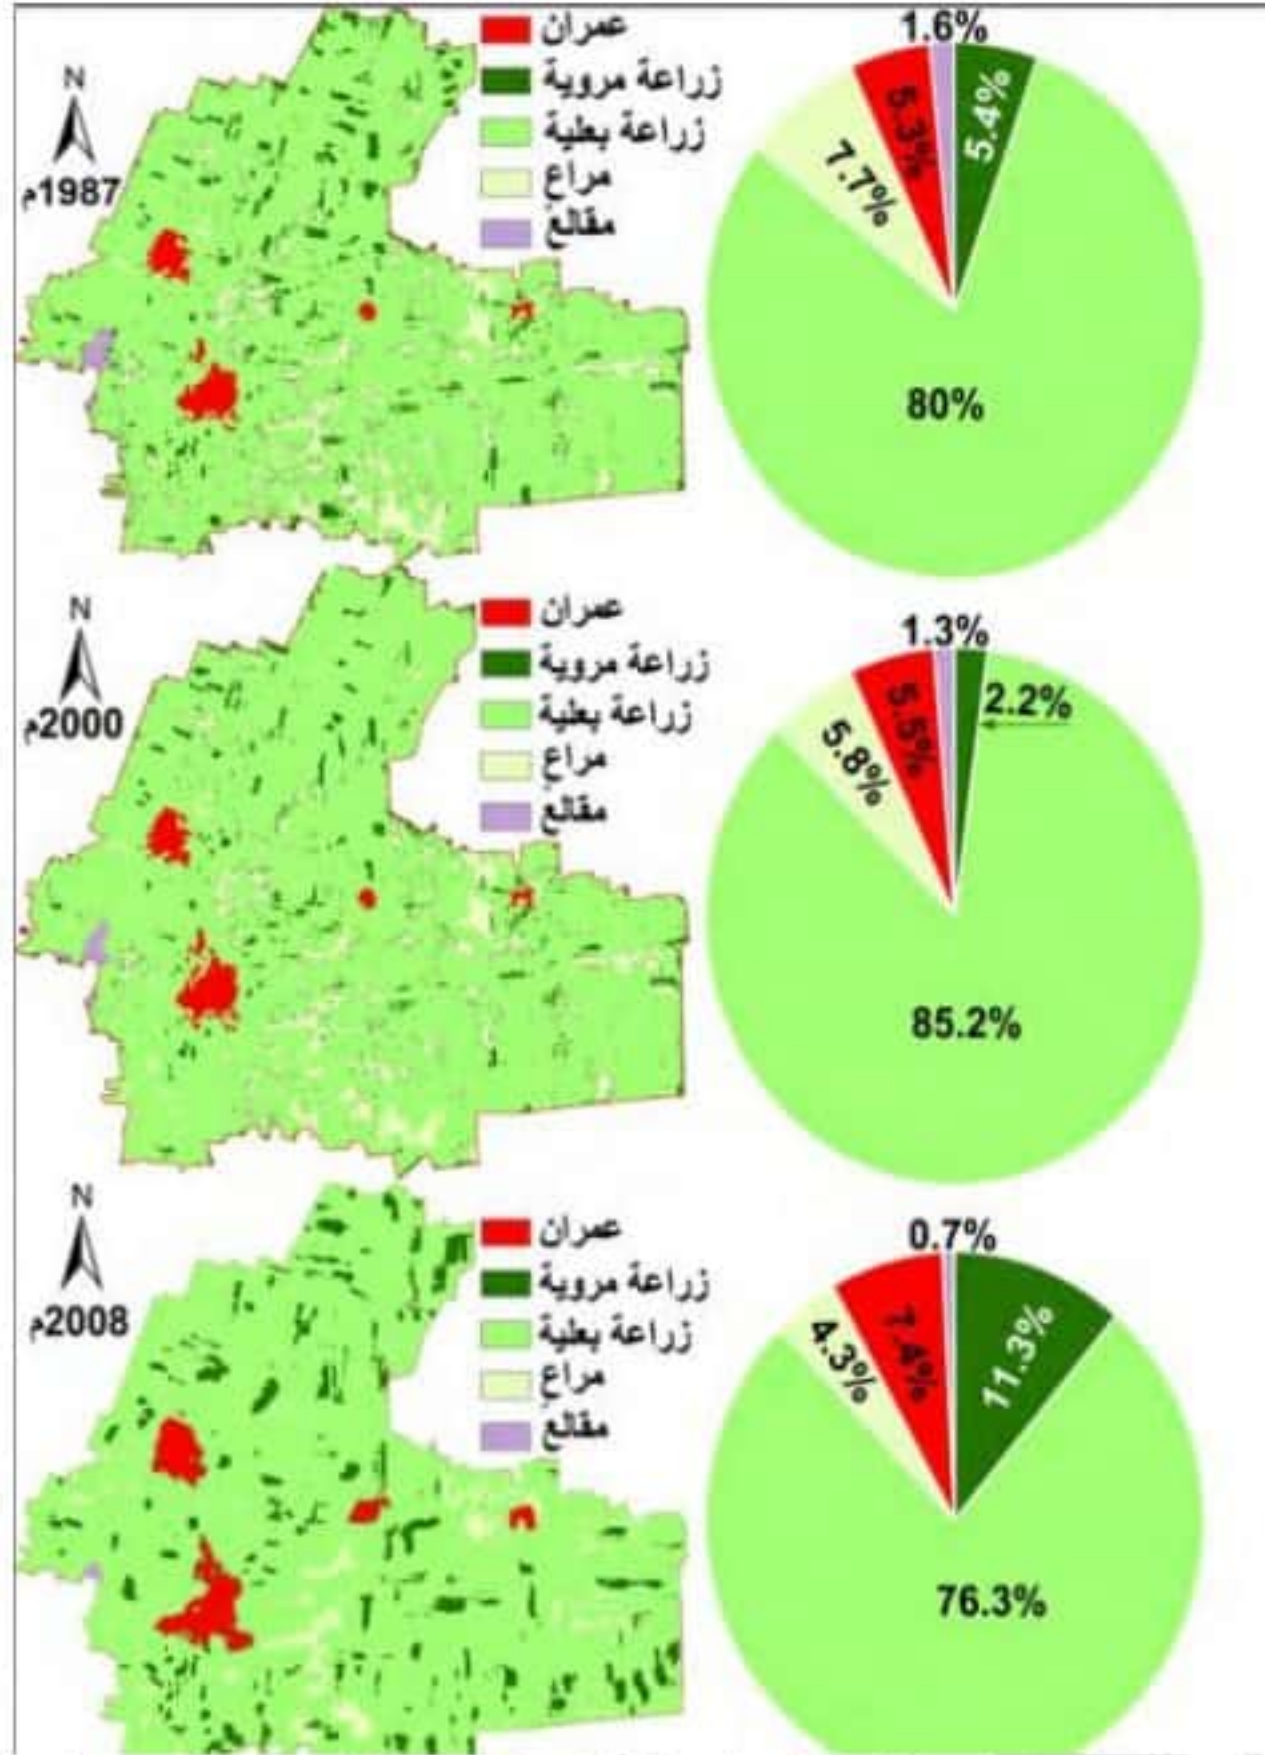 N
1987م
عمران
زراعة مروية
زراعة بعلية
مراعٍ
مقالع
1.6%
5.4%
5.3%
7.7%
80%
N
2000م
عمران
زراعة مروية
زراعة بعلية
مراعٍ
مقالع
1.3%
2.2%
5.5%
5.8%
85.2%
N
2008م
عمران
زراعة مروية
زراعة بعلية
مراعٍ
مقالع
0.7%
11.3%
7.4%
4.3%
76.3%